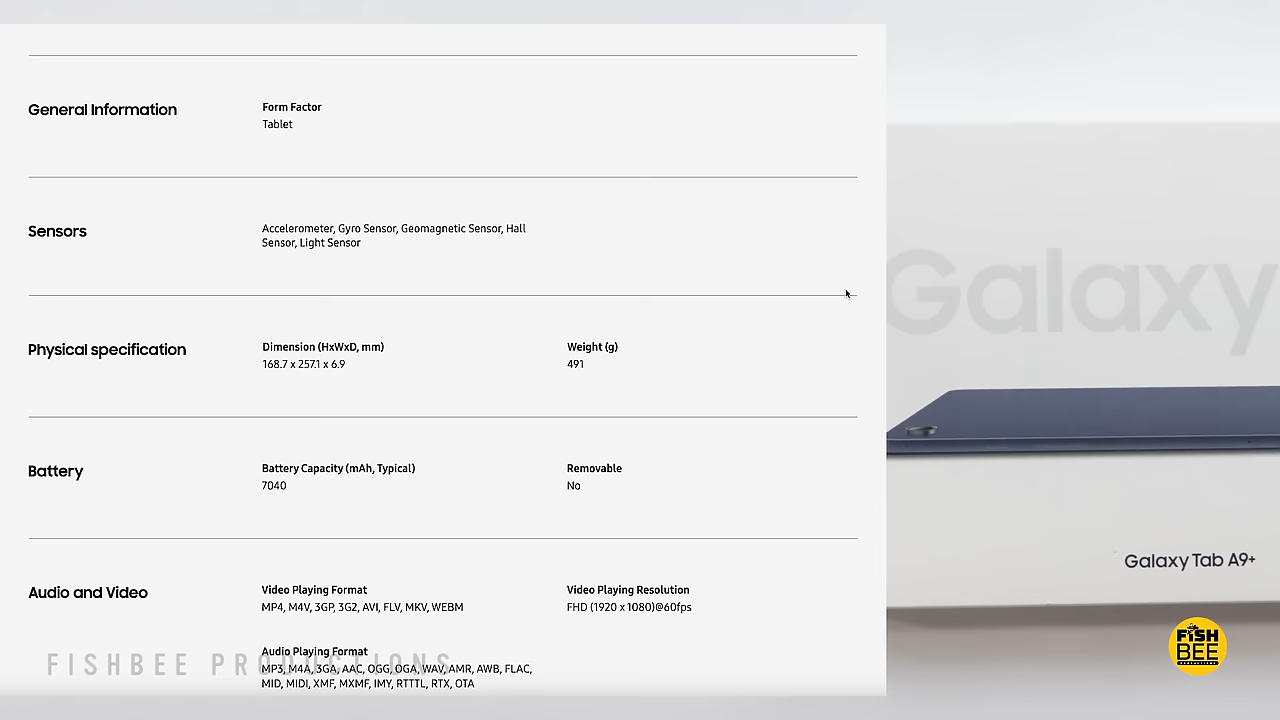 General Information
Form Factor
Tablet
Sensors
Accelerometer, Gyro Sensor, Geomagnetic Sensor, Hall
Sensor, Light Sensor
Physical specification
Dimension (HxWxD, mm)
168.7 x 257.1 x 6.9
Weight (g)
491
Battery
Battery Capacity (mAh, Typical)
7040
Removable
No
Audio and Video
Video Playing Format
MP4, M4V, 3GP, 3G2, AVI, FLV, MKV, WEBM
Video Playing Resolution
FHD (1920 x 1080)@60fps
Audio Playing Format
MP3, M4A, 3GA, AAC, OGG, OGA, WAV, AMR, AWB, FLAC,
MID, MIDI, XMF, MXMF, IMY, RTTTL, RTX, OTA
FISHBEE PRODUCTIONS
Galaxy
Galaxy Tab A9+
FISH
BEE
PRODUCTIONS